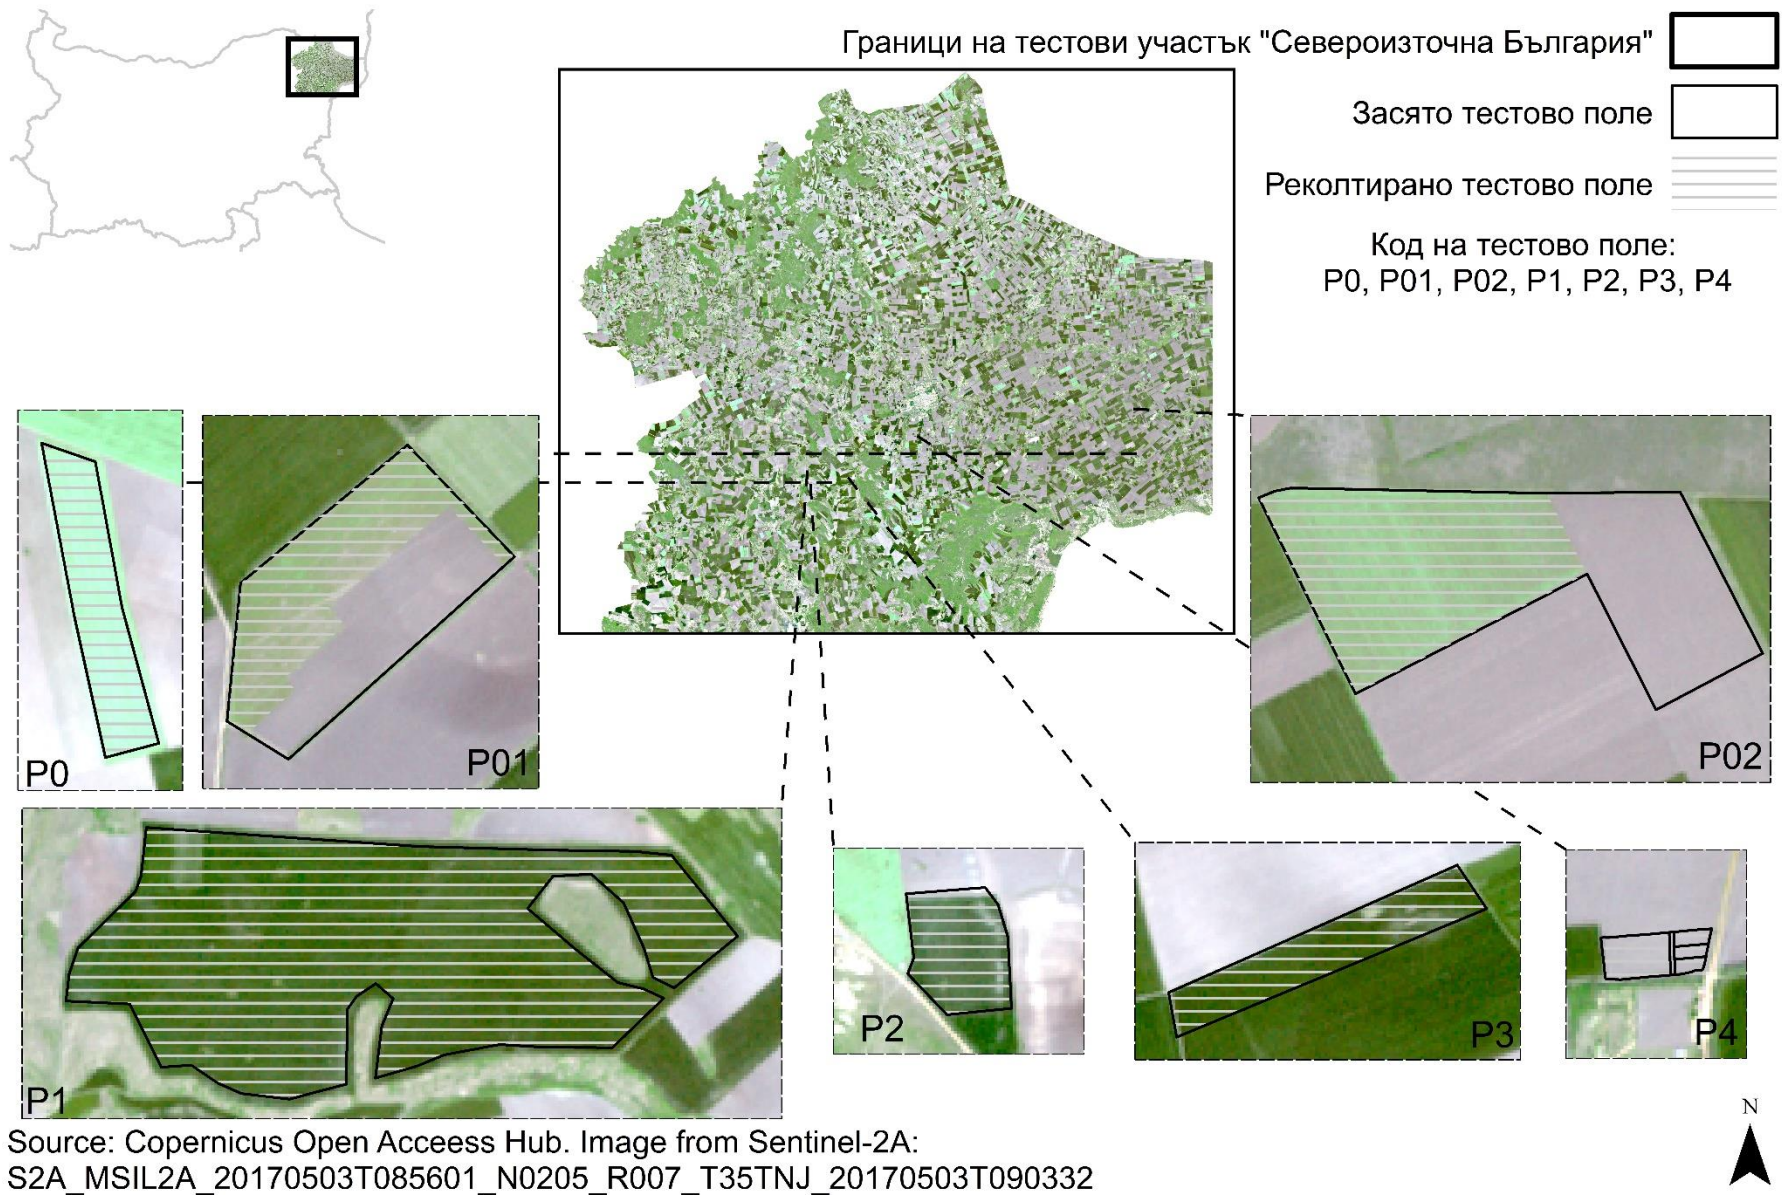 Граници на тестови участък "Североизточна България"
Засято тестово поле
Реколтирано тестово поле
Код на тестово поле:
P0, P01, P02, P1, P2, P3, P4
P0
P01
P02
P1
P2
P3
P4
N
Source: Copernicus Open Acceess Hub. Image from Sentinel-2A:
S2A_MSIL2A_20170503T085601_N0205_R007_T35TNJ_20170503T090332